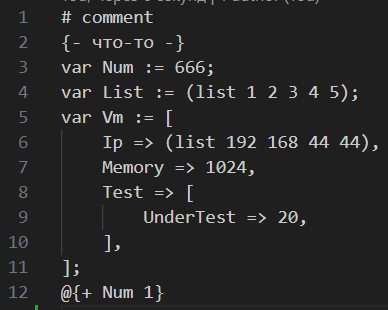 1 # comment
2 {- что-то -}
3 var Num := 666;
4 var List := (list 1 2 3 4 5);
5 var Vm := [
6 Ip => (list 192 168 44 44),
7 Memory => 1024,
8 Test => [
9 UnderTest => 20,
10 ],
11 ];
12 @{+ Num 1}